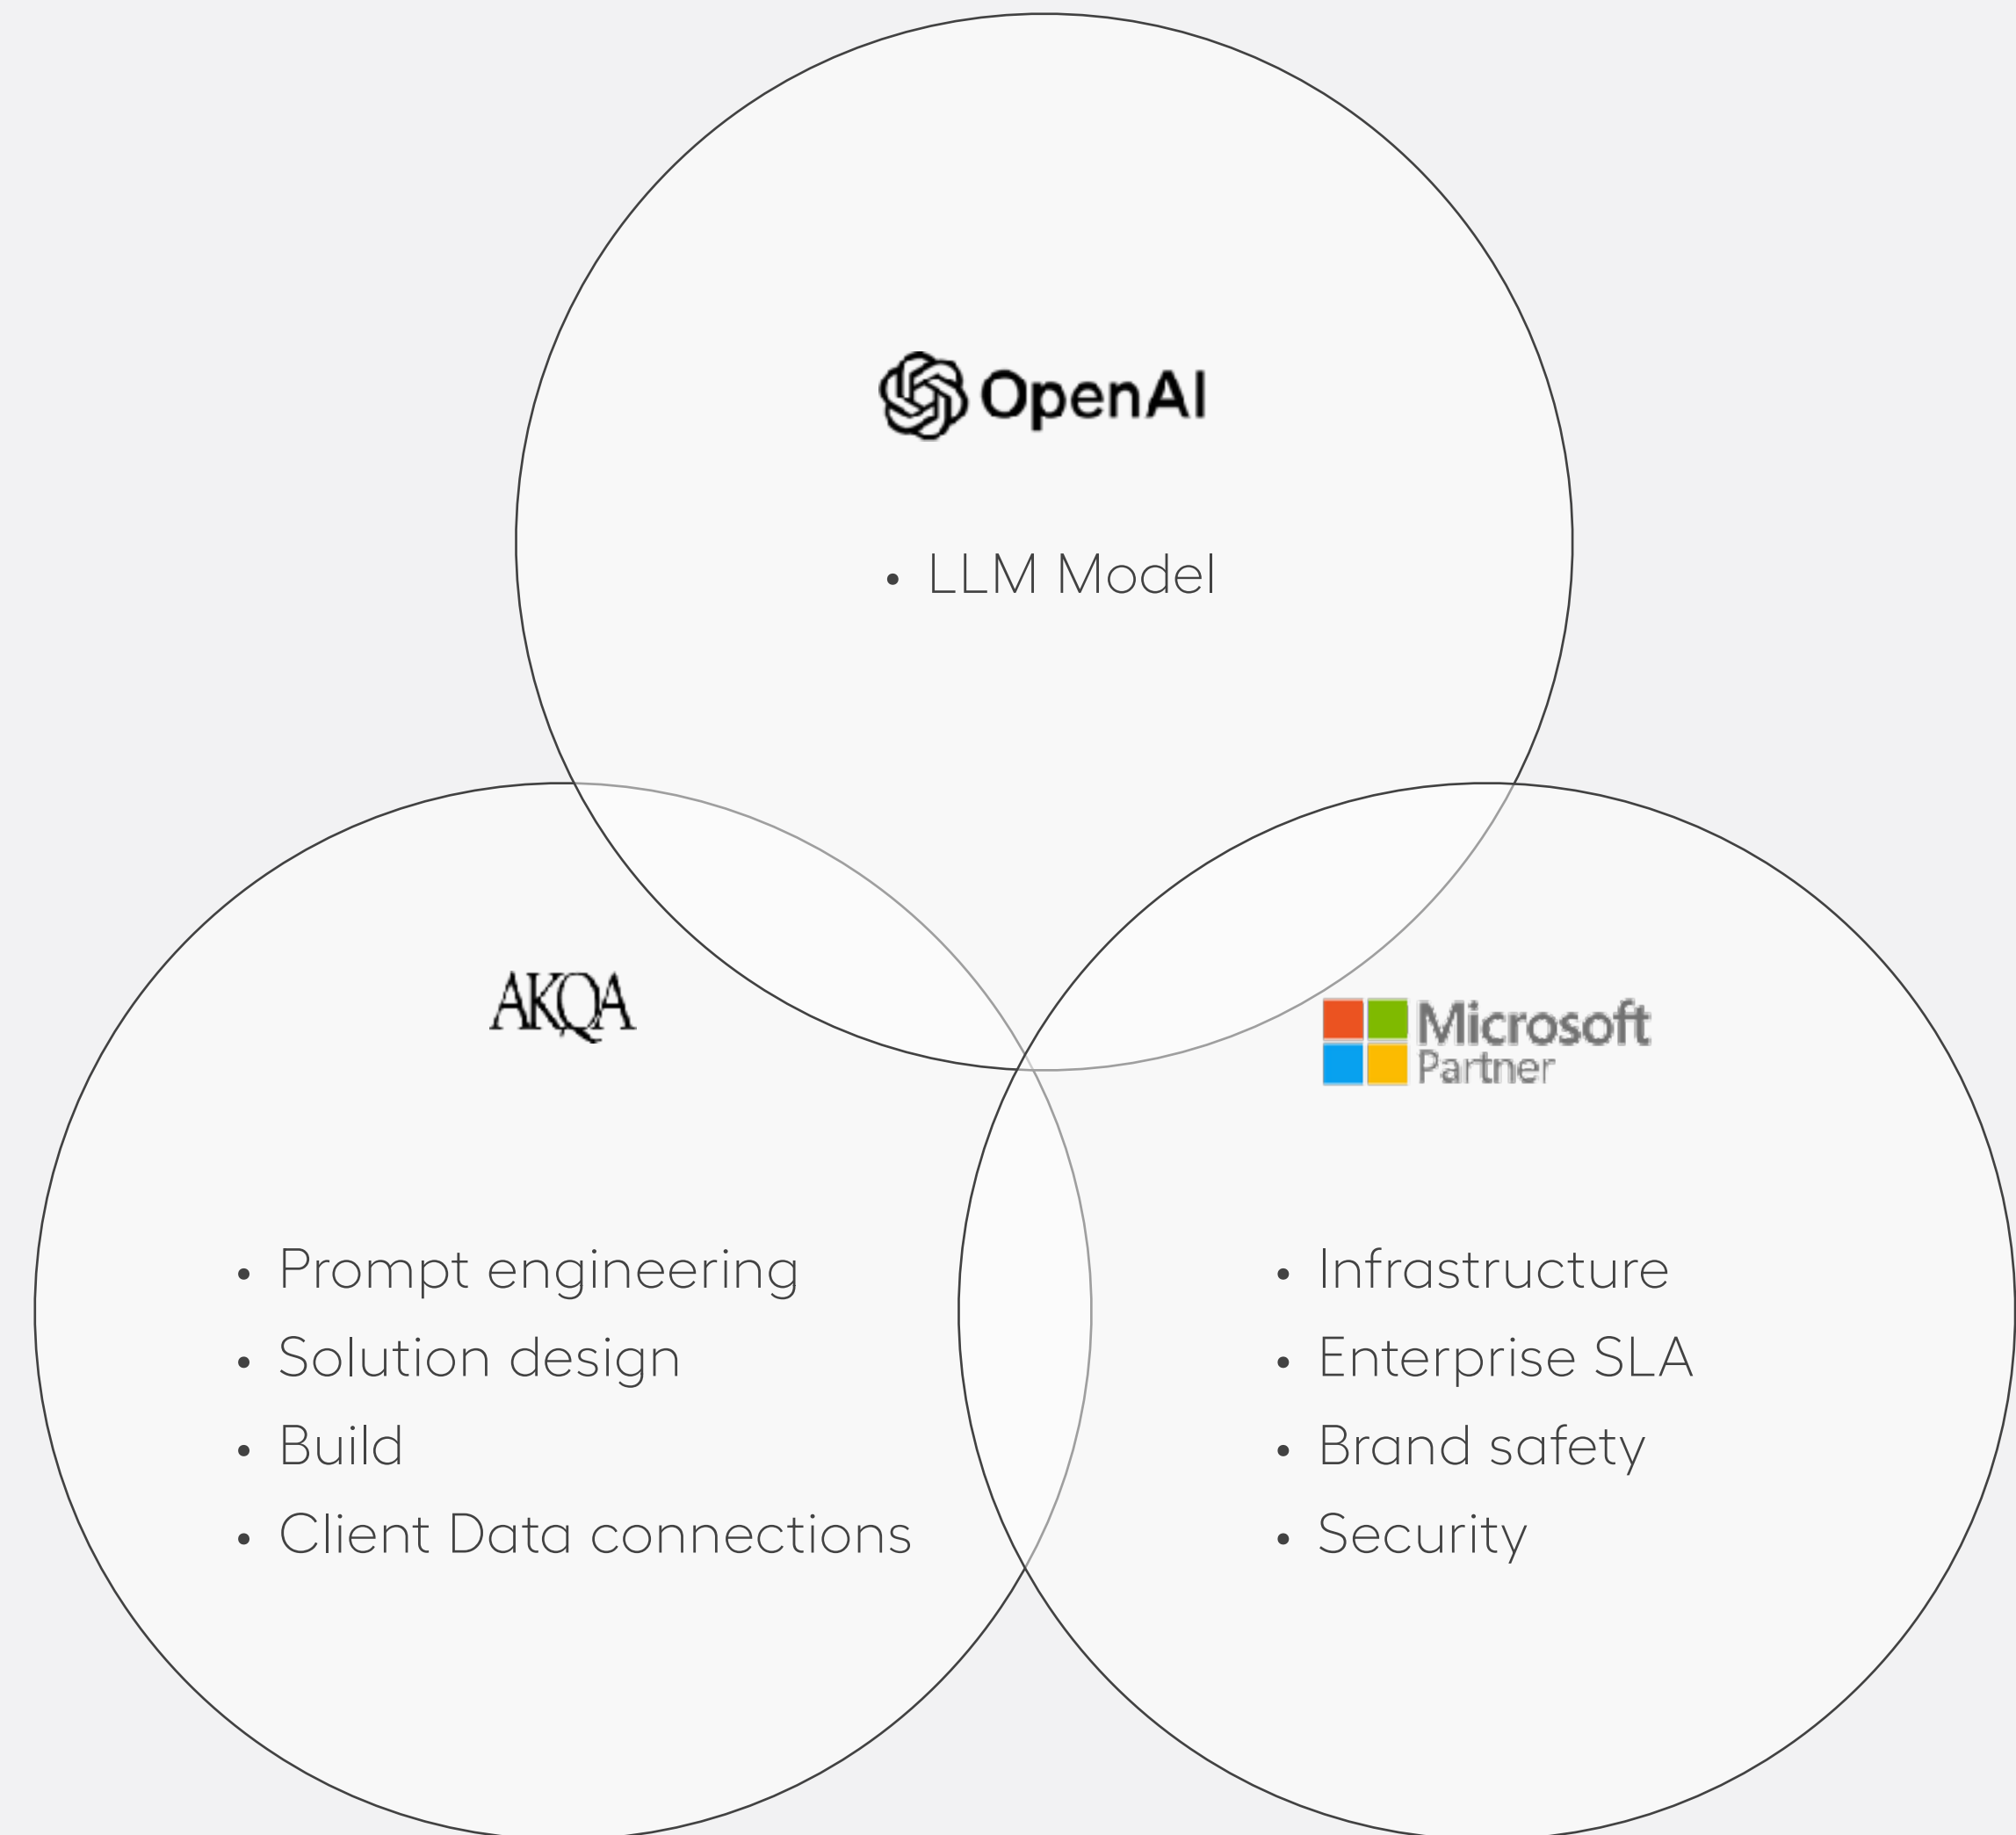 OpenAI
• LLM Model
AKQA
Microsoft
Partner
• Prompt engineering
• Solution design
• Build
• Client Data connections
• Infrastructure
• Enterprise SLA
• Brand safety
• Security